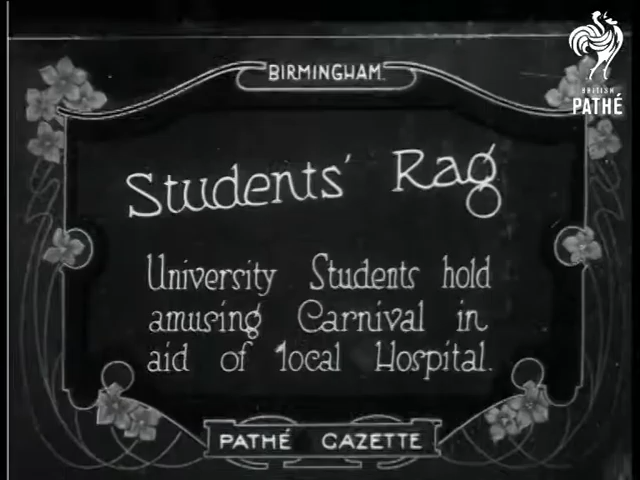 BIRMINGHAM.
BRITISH
PATHÉ
Students' Rag
University Students hold
amusing Carnival in
aid of local Hospital.
PATHÉ GAZETTE